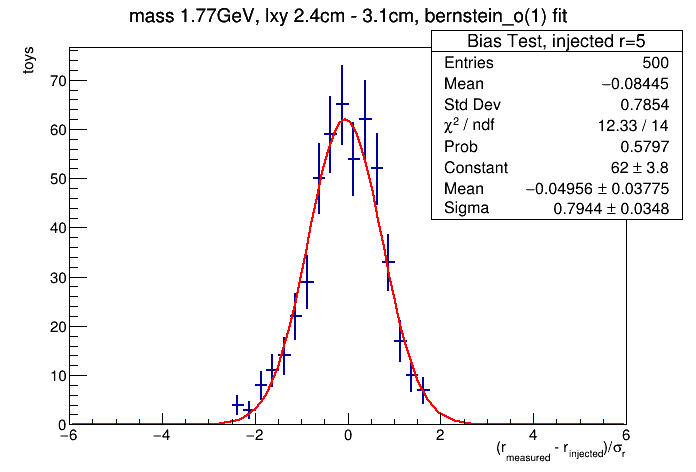 mass 1.77GeV, lxy 2.4cm - 3.1cm, bernstein_o(1) fit
Bias Test, injected r=5
Entries 500
Mean −0.08445
Std Dev 0.7854
χ² / ndf 12.33 / 14
Prob 0.5797
Constant 62 ± 3.8
Mean −0.04956 ± 0.03775
Sigma 0.7944 ± 0.0348
toys
70
60
50
40
30
20
10
0
−6 −4 −2 0 2 4 6
(r_measured - r_injected)/σ_r